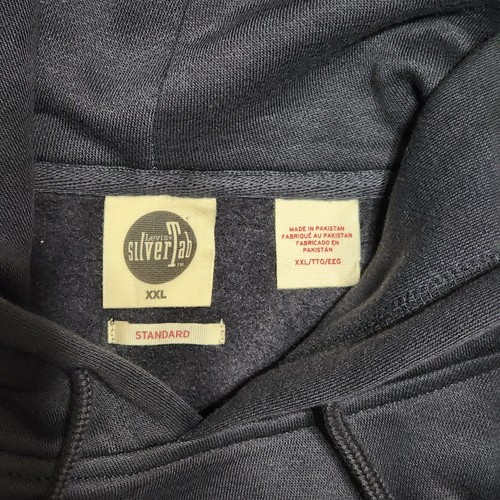 Levi's
SilverTab
TM
XXL
STANDARD
MADE IN PAKISTAN
FABRIQUÉ AU PAKISTAN
FABRICADO EN
PAKISTÁN
XXL/TTG/EEG